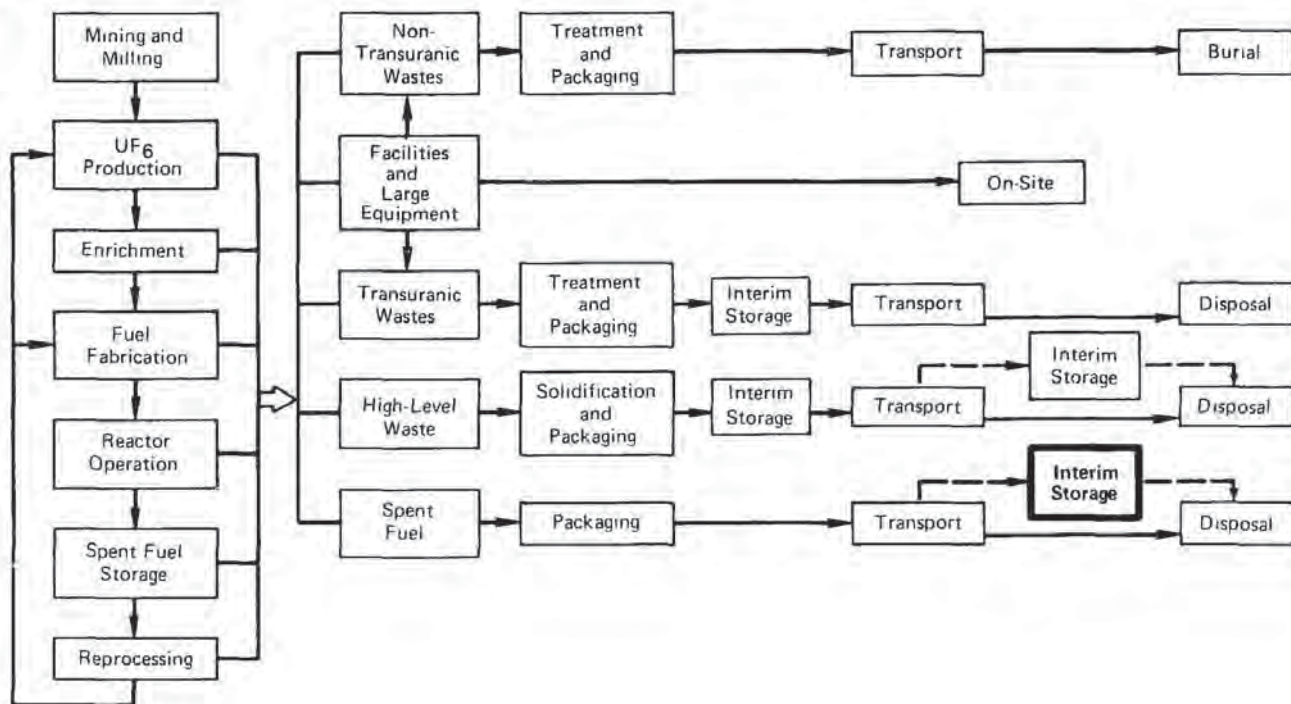 Mining and
Milling
UF6
Production
Enrichment
Fuel
Fabrication
Reactor
Operation
Spent Fuel
Storage
Reprocessing
Non-
Transuranic
Wastes
Treatment
and
Packaging
Transport
Burial
Facilities
and
Large
Equipment
On-Site
Transuranic
Wastes
Treatment
and
Packaging
Interim
Storage
Transport
Disposal
High-Level
Waste
Solidification
and
Packaging
Interim
Storage
Transport
Interim
Storage
Disposal
Spent
Fuel
Packaging
Transport
Interim
Storage
Disposal